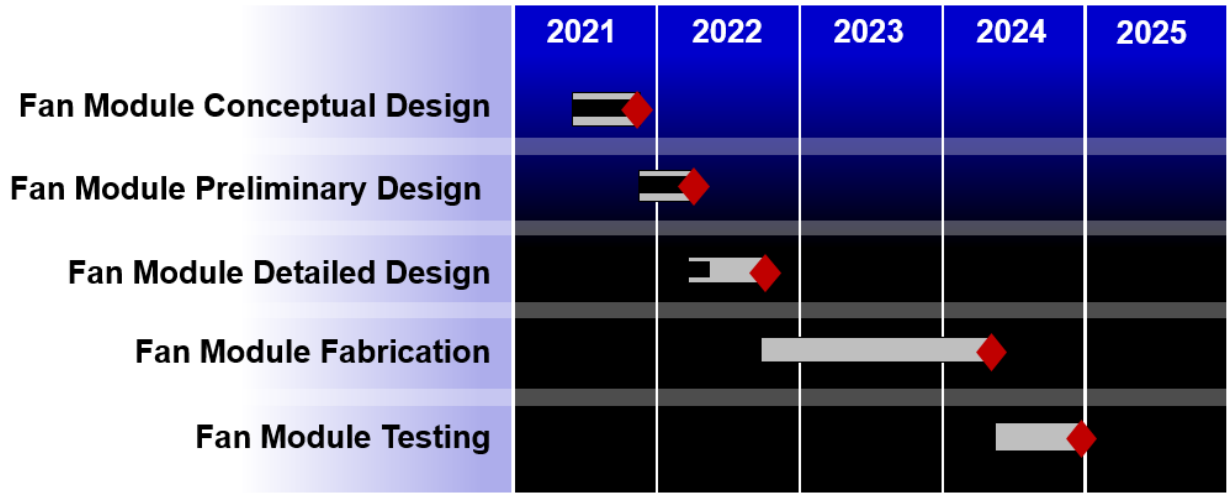 2021 2022 2023 2024 2025
Fan Module Conceptual Design
Fan Module Preliminary Design
Fan Module Detailed Design
Fan Module Fabrication
Fan Module Testing